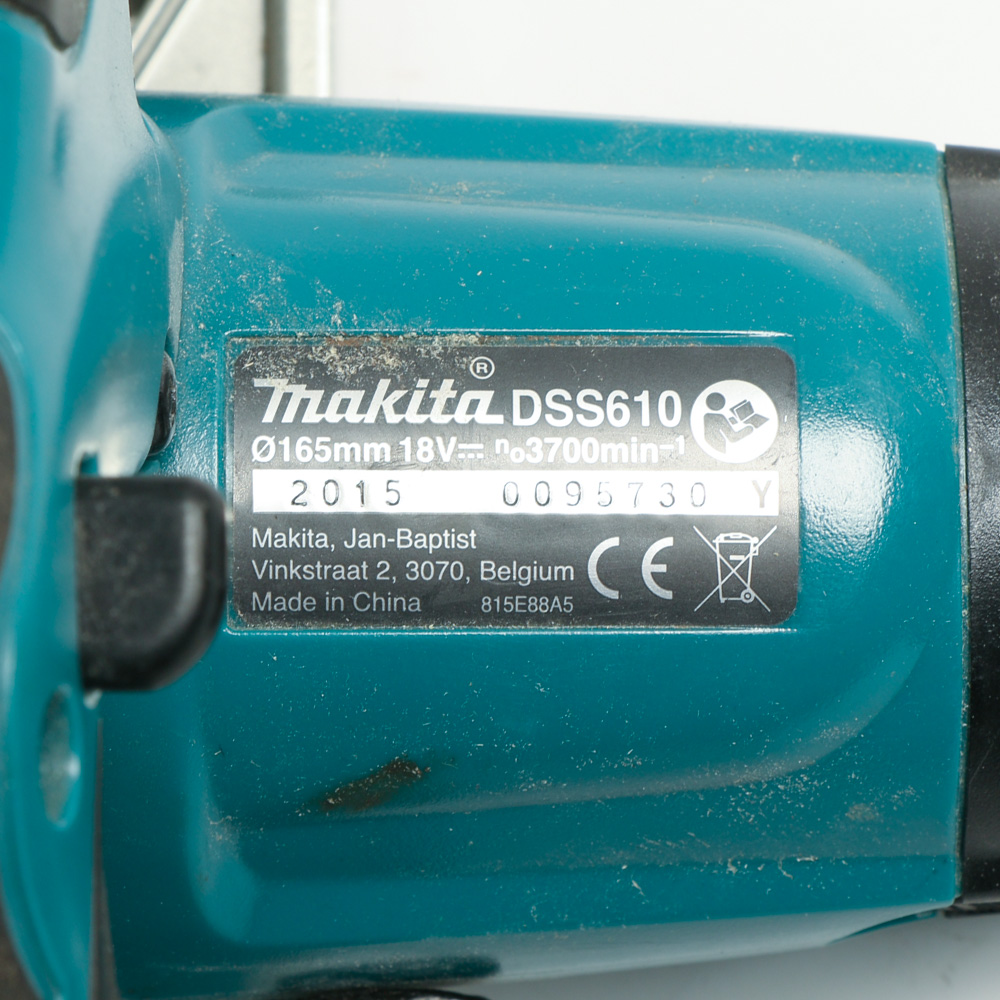 makita® DSS610
Ø165mm 18V⎓ n₀3700min⁻¹
2015 0095730 Y
Makita, Jan-Baptist
Vinkstraat 2, 3070, Belgium
Made in China 815E88A5
CE